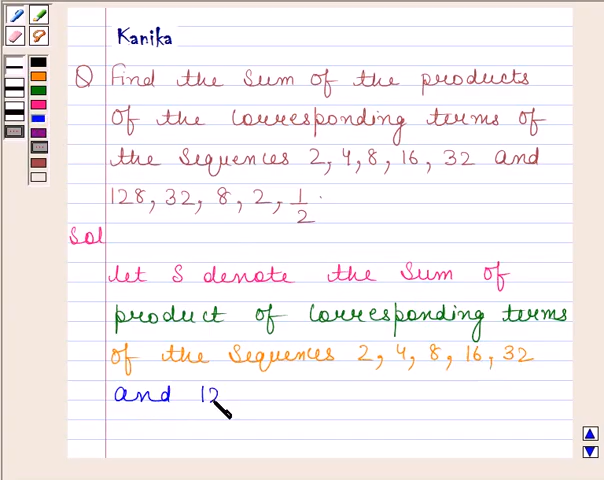 Kanika
Q Find the Sum of the products
of the corresponding terms of
the Sequences 2, 4, 8, 16, 32 and
128, 32, 8, 2, 1/2.
Sol
let S denote the Sum of
product of corresponding terms
of the Sequences 2, 4, 8, 16, 32
and 12